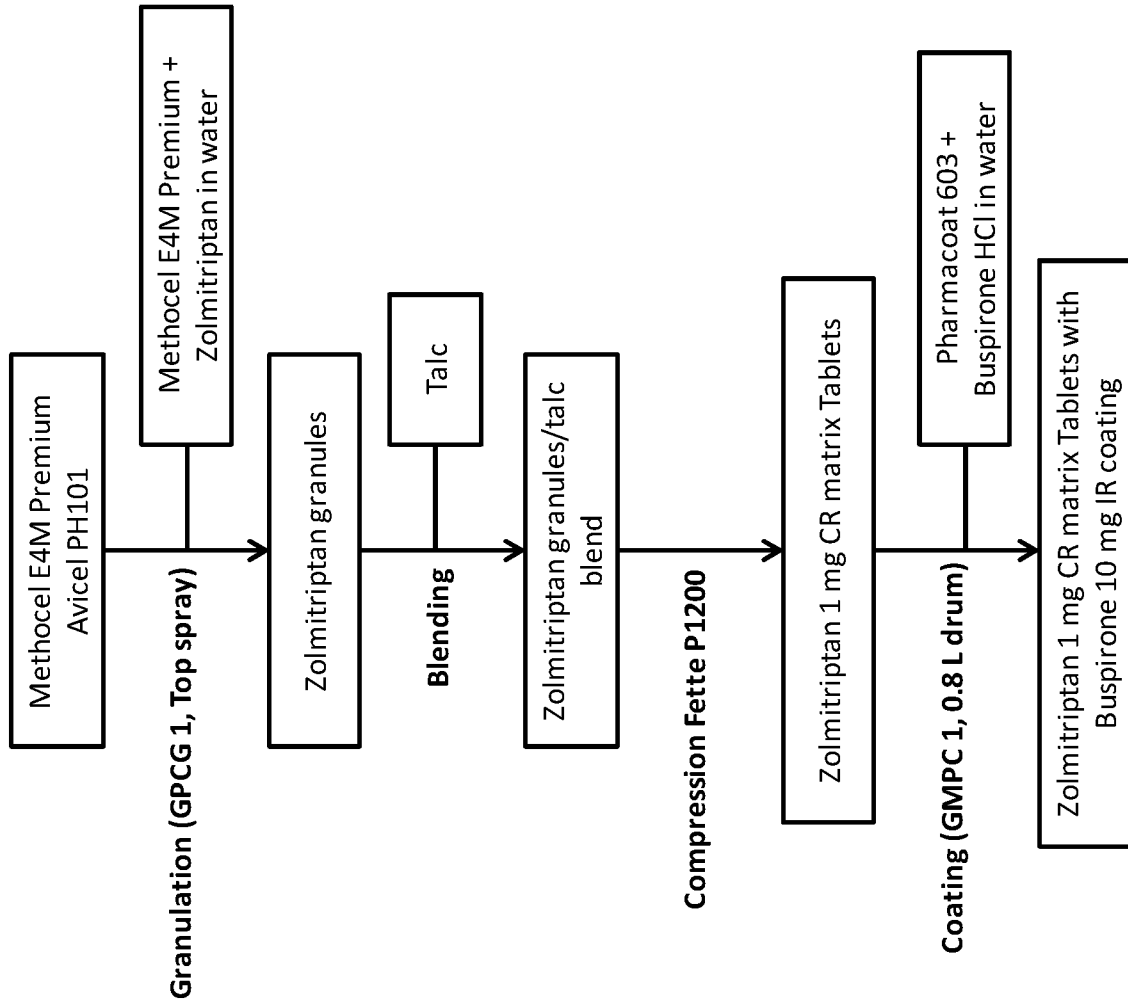 Methocel E4M Premium
Avicel PH101
Granulation (GPCG 1, Top spray)
Methocel E4M Premium +
Zolmitriptan in water
Zolmitriptan granules
Blending
Talc
Zolmitriptan granules/talc
blend
Compression Fette P1200
Zolmitriptan 1 mg CR matrix Tablets
Coating (GMPC 1, 0.8 L drum)
Pharmacoat 603 +
Buspirone HCl in water
Zolmitriptan 1 mg CR matrix Tablets with
Buspirone 10 mg IR coating